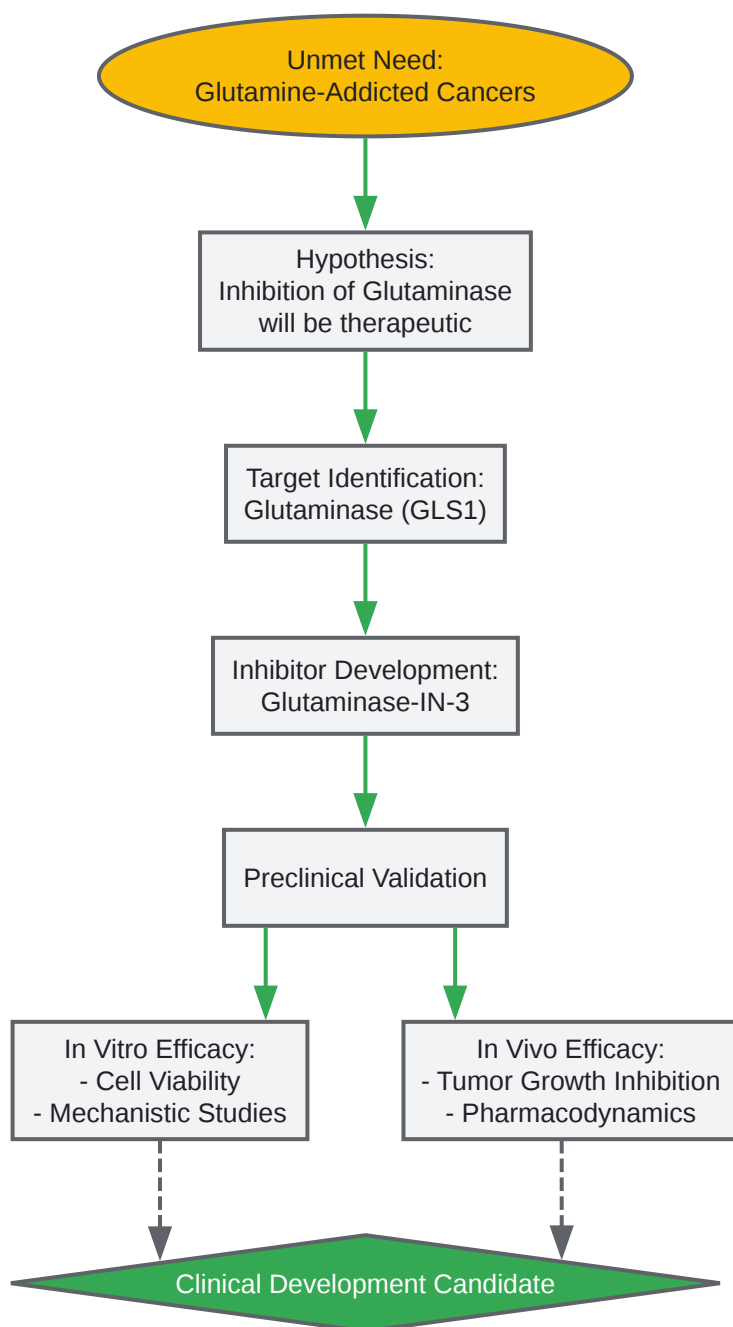 Unmet Need:
Glutamine-Addicted Cancers
Hypothesis:
Inhibition of Glutaminase
will be therapeutic
Target Identification:
Glutaminase (GLS1)
Inhibitor Development:
Glutaminase-IN-3
Preclinical Validation
In Vitro Efficacy:
- Cell Viability
- Mechanistic Studies
In Vivo Efficacy:
- Tumor Growth Inhibition
- Pharmacodynamics
Clinical Development Candidate